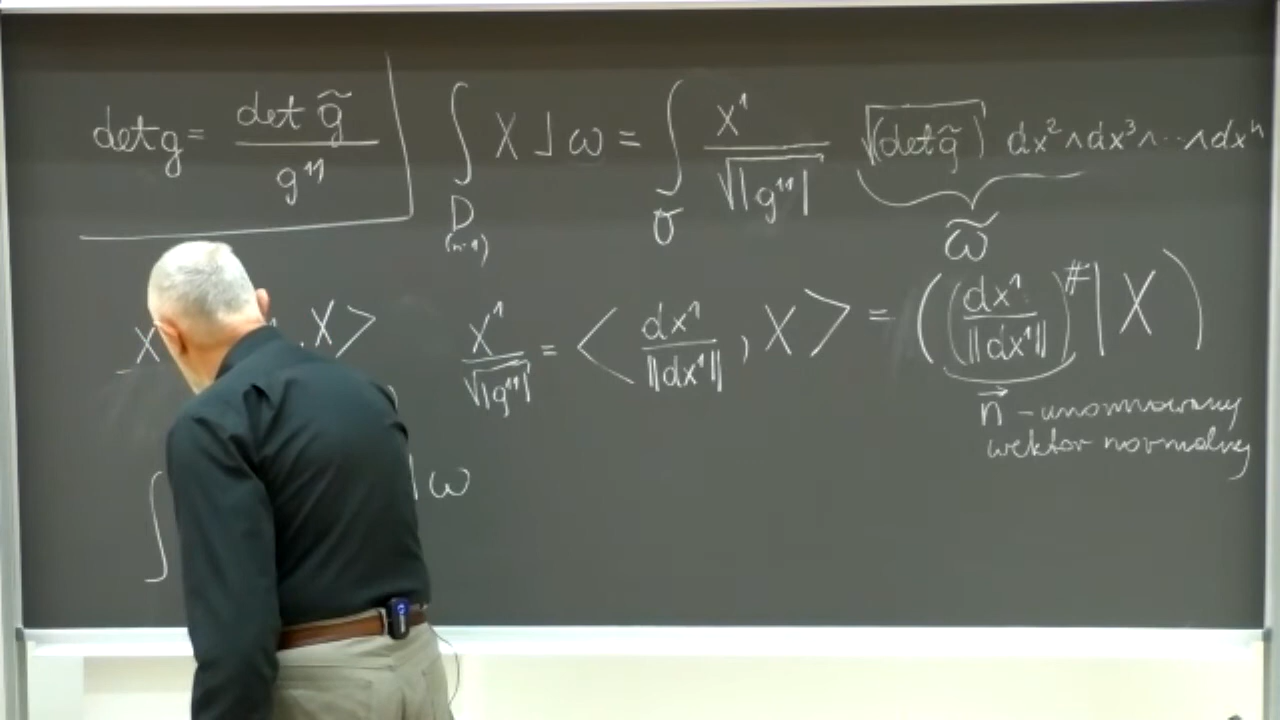 det g = det g̃ / g¹¹
∫_D (n-1) X ⌟ ω = ∫_σ X¹ / √|g¹¹| √(det g̃) dx² ∧ dx³ ∧ ... ∧ dxⁿ
ω̃
X , X >
X¹ / √|g¹¹| = < dx¹ / ||dx¹|| , X > = ( ( dx¹ / ||dx¹|| )^# | X )
n⃗ - unormowany
wektor normalny
∫ ω